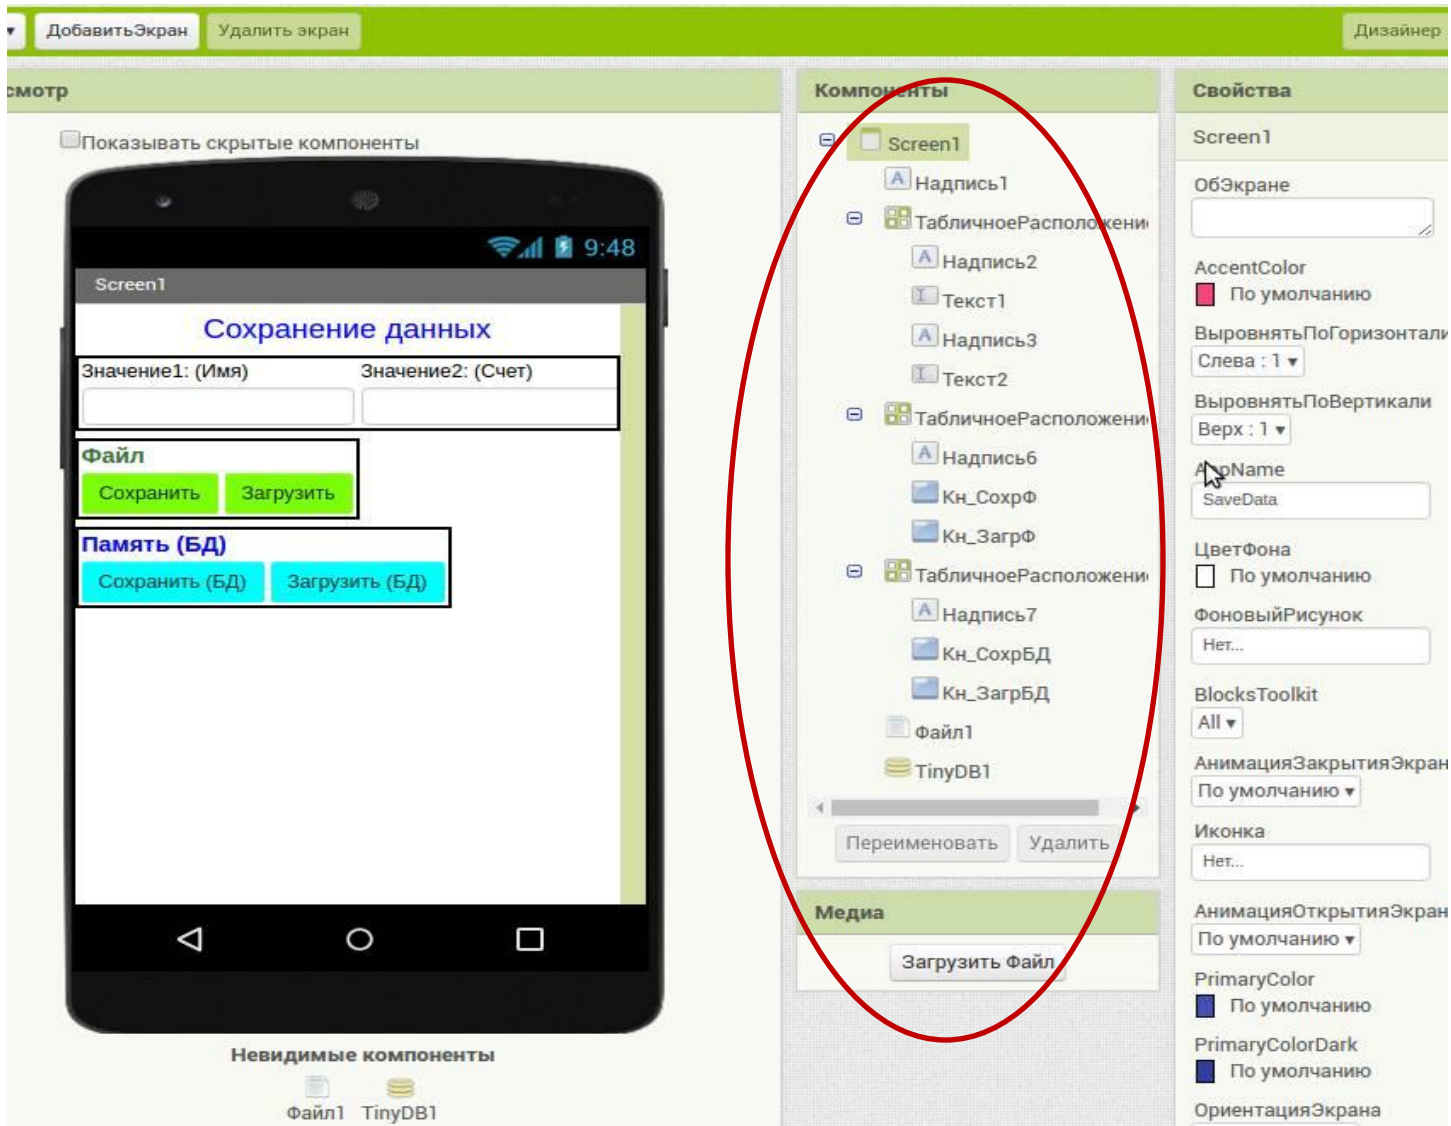 ДобавитьЭкран Удалить экран Дизайнер
смотр
Показывать скрытые компоненты
9:48
Screen1
Сохранение данных
Значение1: (Имя) Значение2: (Счет)
Файл
Сохранить Загрузить
Память (БД)
Сохранить (БД) Загрузить (БД)
Невидимые компоненты
Файл1 TinyDB1
Компоненты
Screen1
Надпись1
ТабличноеРасположени
Надпись2
Текст1
Надпись3
Текст2
ТабличноеРасположени
Надпись6
Кн_СохрФ
Кн_ЗагрФ
ТабличноеРасположени
Надпись7
Кн_СохрБД
Кн_ЗагрБД
Файл1
TinyDB1
Переименовать Удалить
Медиа
Загрузить Файл
Свойства
Screen1
ОбЭкране
AccentColor
По умолчанию
ВыровнятьПоГоризонтали
Слева : 1
ВыровнятьПоВертикали
Верх : 1
AppName
SaveData
ЦветФона
По умолчанию
ФоновыйРисунок
Нет...
BlocksToolkit
All
АнимацияЗакрытияЭкран
По умолчанию
Иконка
Нет...
АнимацияОткрытияЭкран
По умолчанию
PrimaryColor
По умолчанию
PrimaryColorDark
По умолчанию
ОриентацияЭкрана